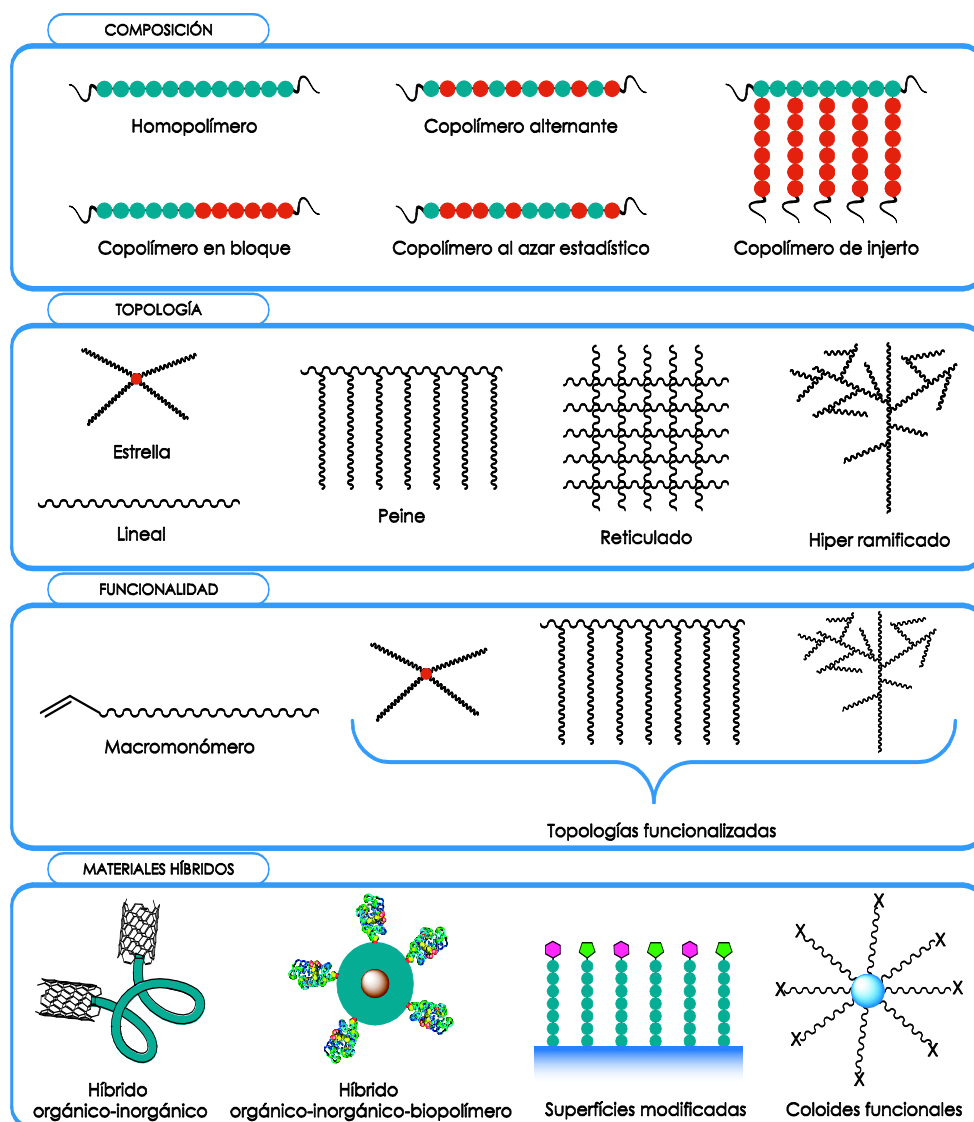 COMPOSICIÓN
Homopolímero
Copolímero alternante
Copolímero en bloque
Copolímero al azar estadístico
Copolímero de injerto
TOPOLOGÍA
Estrella
Lineal
Peine
Reticulado
Hiper ramificado
FUNCIONALIDAD
Macromonómero
Topologías funcionalizadas
MATERIALES HÍBRIDOS
X
X
X
X
X
X
X
X
Híbrido
orgánico-inorgánico
Híbrido
orgánico-inorgánico-biopolímero
Superfícies modificadas
Coloides funcionales